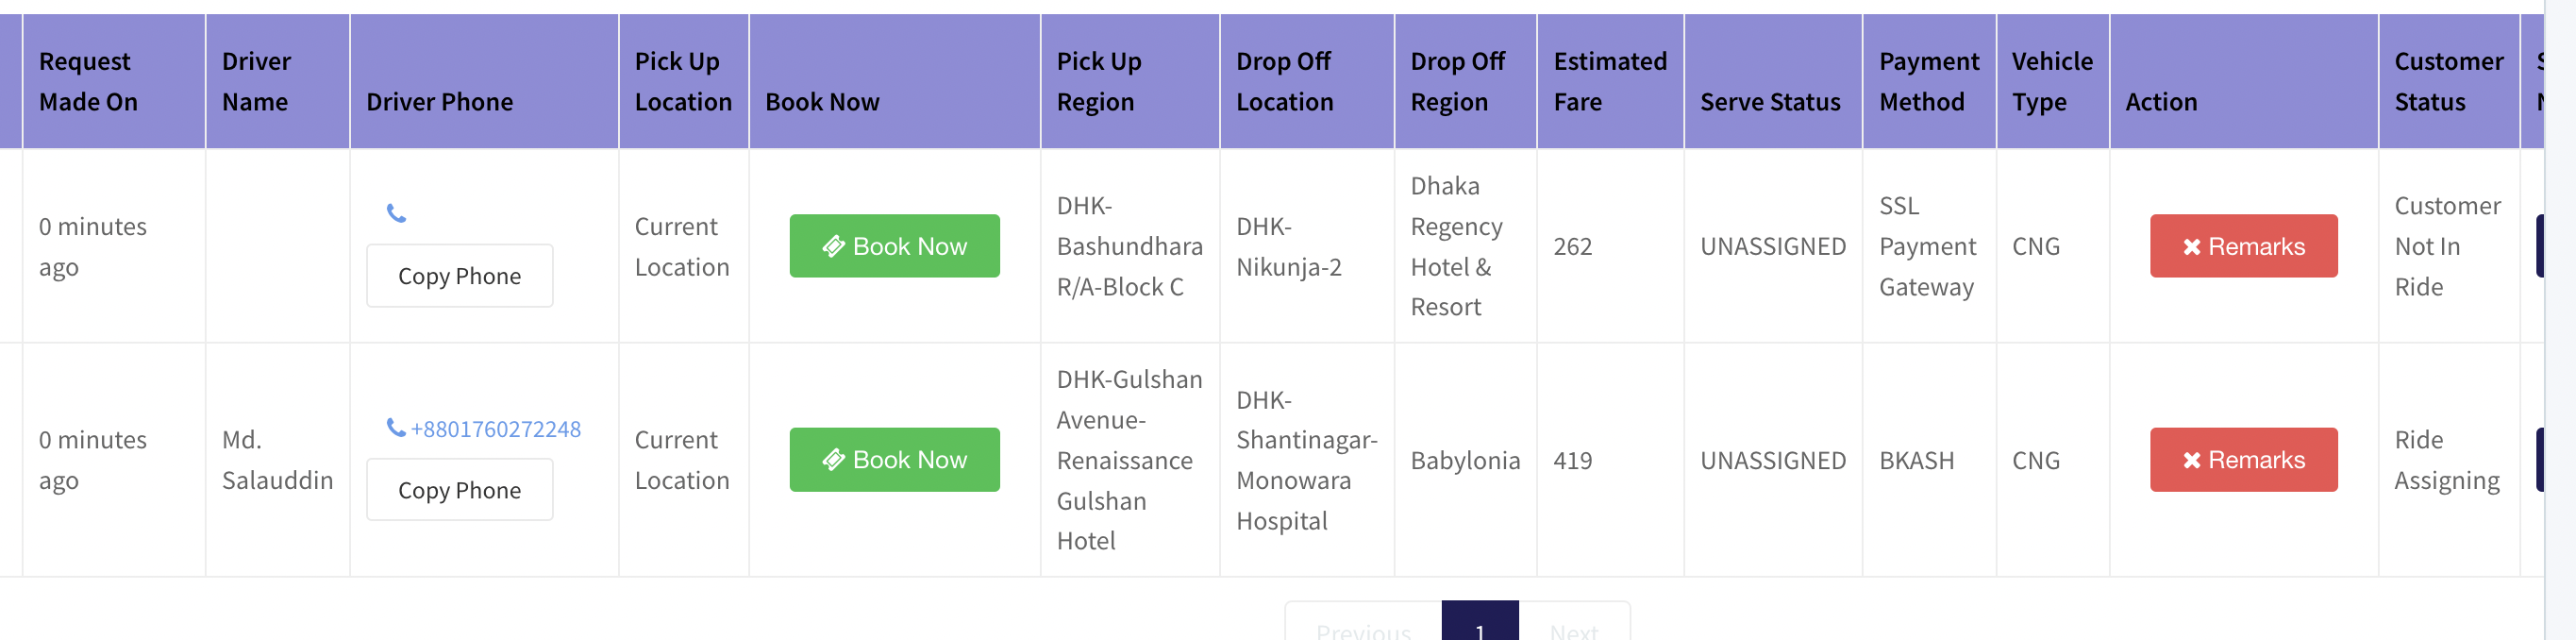 Request
Made On
Driver
Name
Driver Phone
Pick Up
Location
Book Now
Pick Up
Region
Drop Off
Location
Drop Off
Region
Estimated
Fare
Serve Status
Payment
Method
Vehicle
Type
Action
Customer
Status
0 minutes
ago
Copy Phone
Current
Location
Book Now
DHK-
Bashundhara
R/A-Block C
DHK-
Nikunja-2
Dhaka
Regency
Hotel &
Resort
262
UNASSIGNED
SSL
Payment
Gateway
CNG
Remarks
Customer
Not In
Ride
0 minutes
ago
Md.
Salauddin
+8801760272248
Copy Phone
Current
Location
Book Now
DHK-Gulshan
Avenue-
Renaissance
Gulshan
Hotel
DHK-
Shantinagar-
Monowara
Hospital
Babylonia
419
UNASSIGNED
BKASH
CNG
Remarks
Ride
Assigning
Previous
1
Next